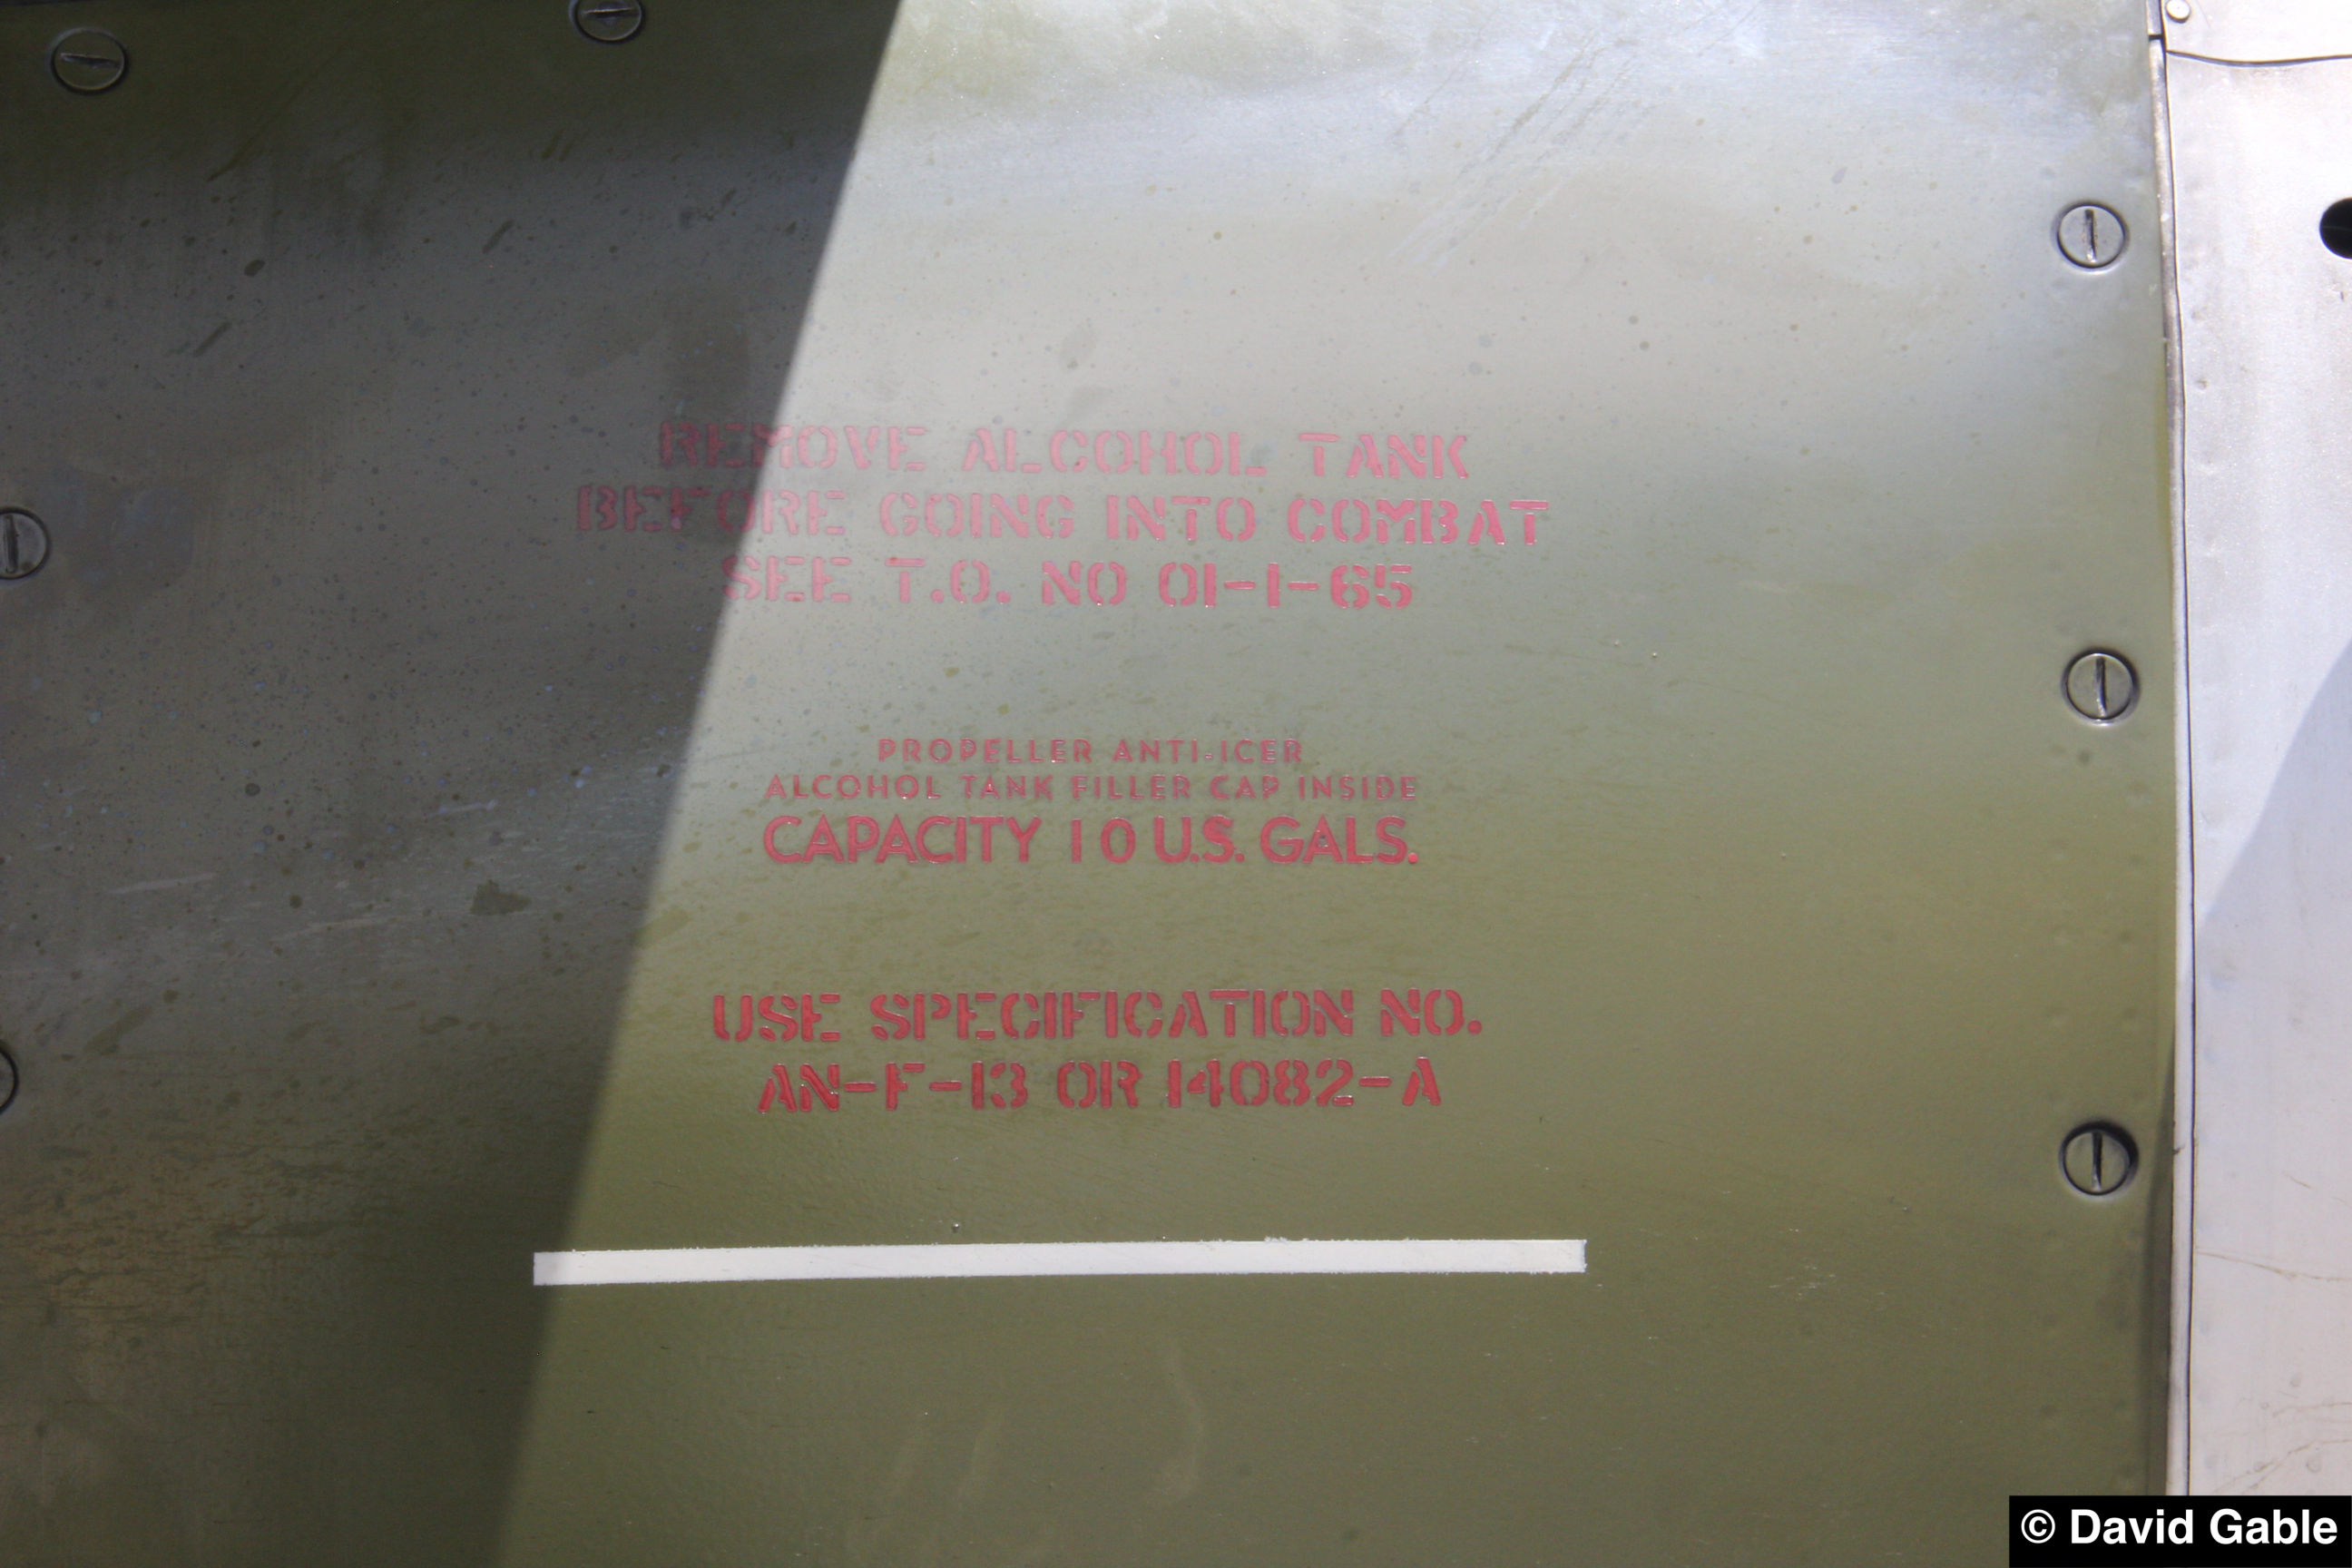 REMOVE ALCOHOL TANK
BEFORE GOING INTO COMBAT
SEE T.O. NO 01-1-65
PROPELLER ANTI-ICER
ALCOHOL TANK FILLER CAP INSIDE
CAPACITY 10 U.S. GALS.
USE SPECIFICATION NO.
AN-F-13 OR 14082-A
© David Gable